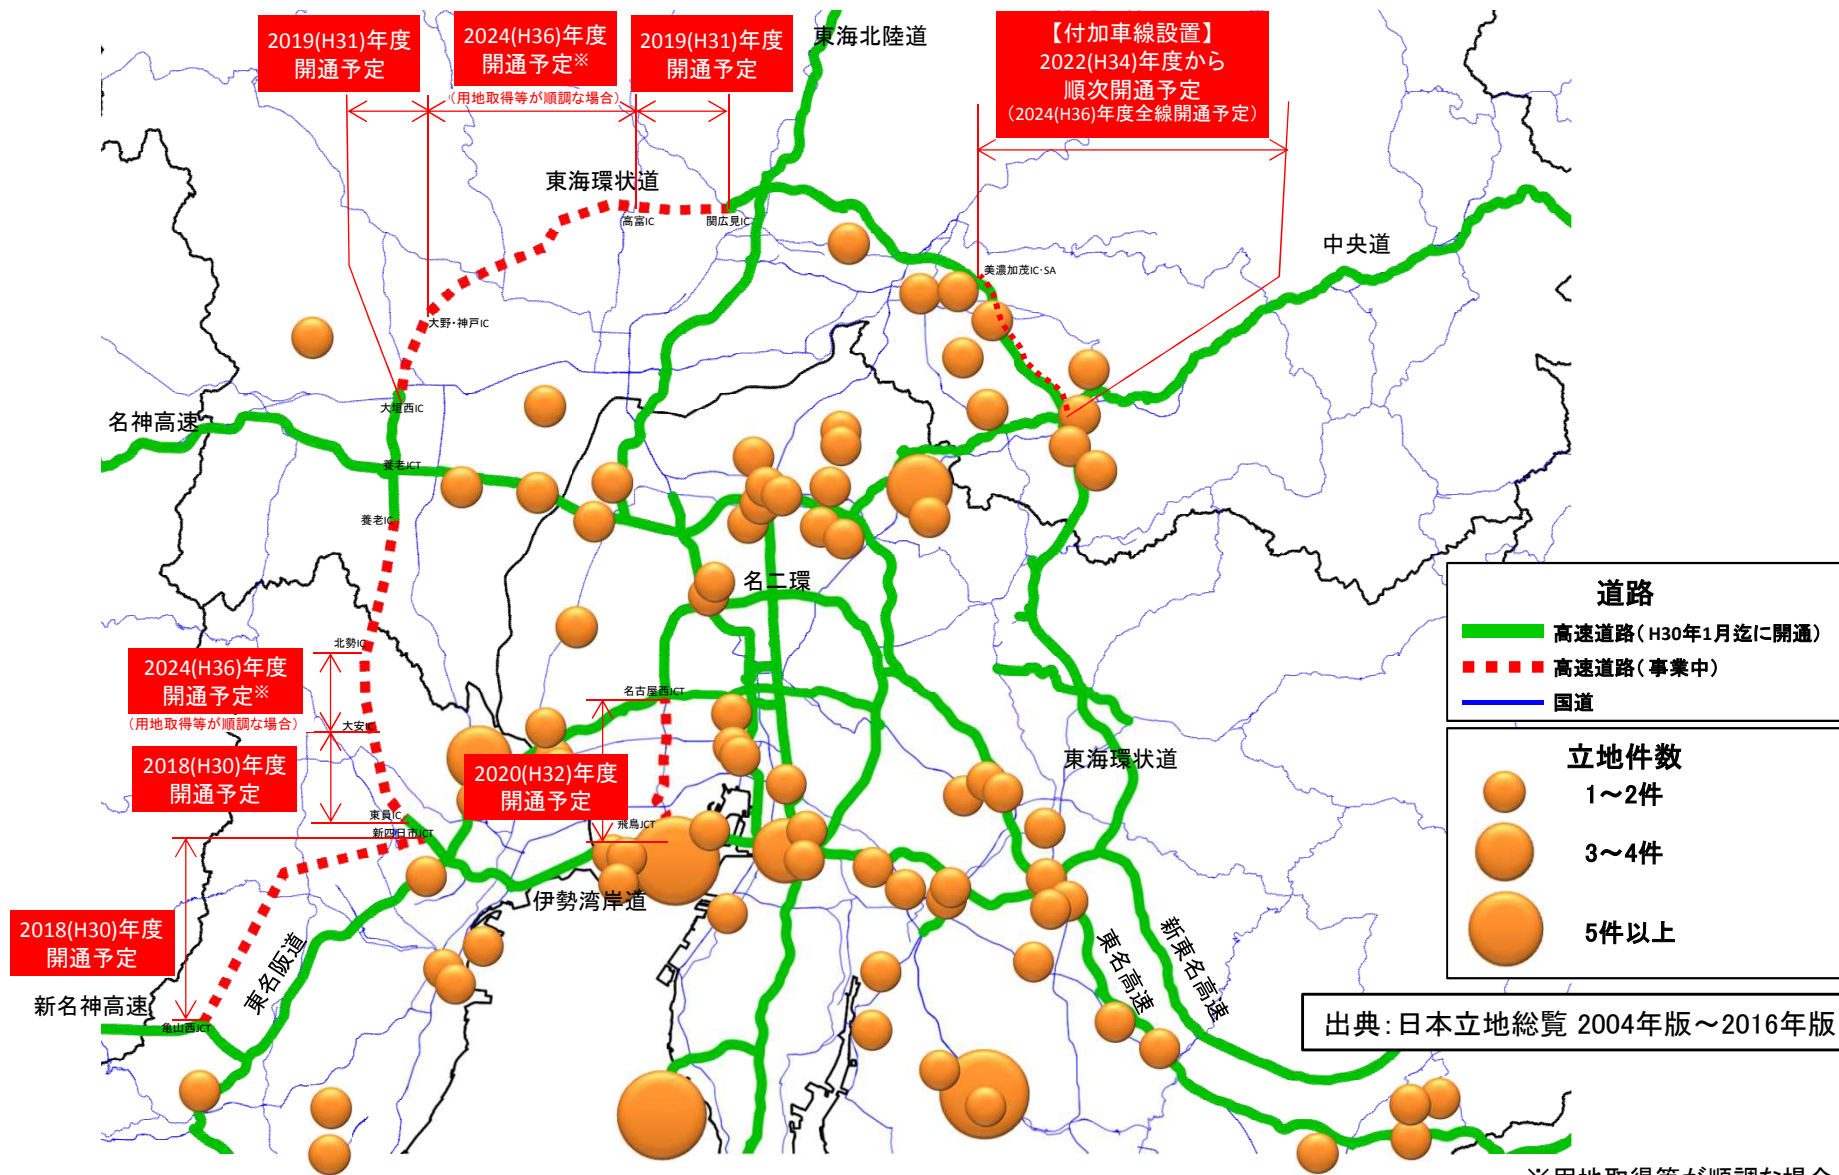 2019(H31)年度
開通予定
2024(H36)年度
開通予定※
(用地取得等が順調な場合)
2019(H31)年度
開通予定
東海北陸道
【付加車線設置】
2022(H34)年度から
順次開通予定
(2024(H36)年度全線開通予定)
東海環状道
高富IC
関広見IC
中央道
美濃加茂IC・SA
大野・神戸IC
大垣西IC
名神高速
養老JCT
養老IC
名二環
道路
高速道路(H30年1月迄に開通)
高速道路(事業中)
国道
北勢IC
2024(H36)年度
開通予定※
(用地取得等が順調な場合)
大安IC
名古屋西JCT
2018(H30)年度
開通予定
2020(H32)年度
開通予定
東海環状道
立地件数
1～2件
3～4件
5件以上
東員IC
新四日市JCT
飛島JCT
伊勢湾岸道
2018(H30)年度
開通予定
東名阪道
東名高速
新東名高速
新名神高速
亀山西JCT
出典:日本立地総覧 2004年版～2016年版